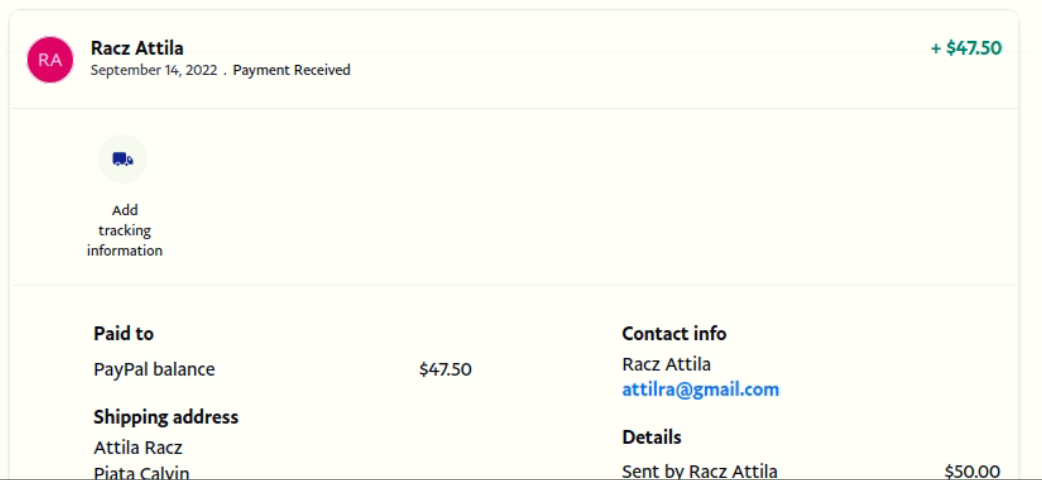 RA
Racz Attila
+ $47.50
September 14, 2022 . Payment Received
Add
tracking
information
Paid to
PayPal balance $47.50
Shipping address
Attila Racz
Piata Calvin
Contact info
Racz Attila
attilra@gmail.com
Details
Sent by Racz Attila $50.00